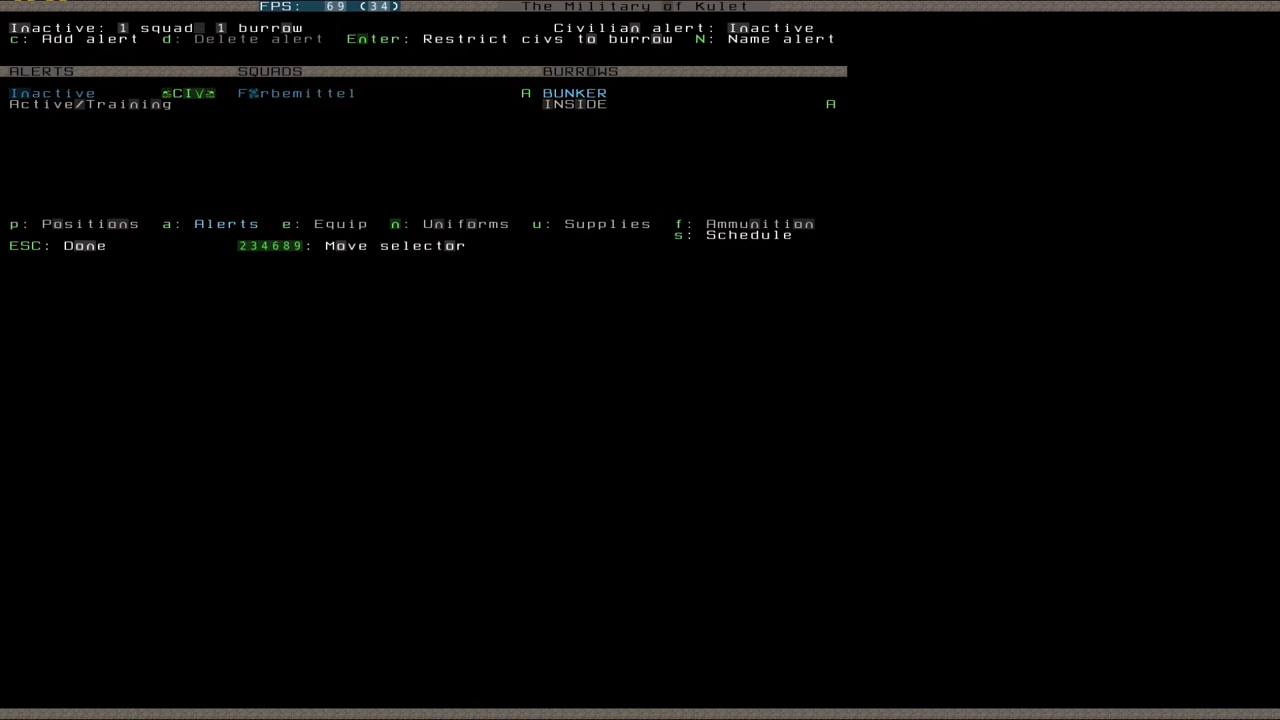 FPS: 69 (34) The Military of Kulet
Inactive: 1 squad 1 burrow Civilian alert: Inactive
c: Add alert d: Delete alert Enter: Restrict civs to burrow N: Name alert
ALERTS SQUADS BURROWS
Inactive CIV A BUNKER
Active/Training INSIDE A
p: Positions a: Alerts e: Equip n: Uniforms u: Supplies f: Ammunition
s: Schedule
ESC: Done 234689: Move selector